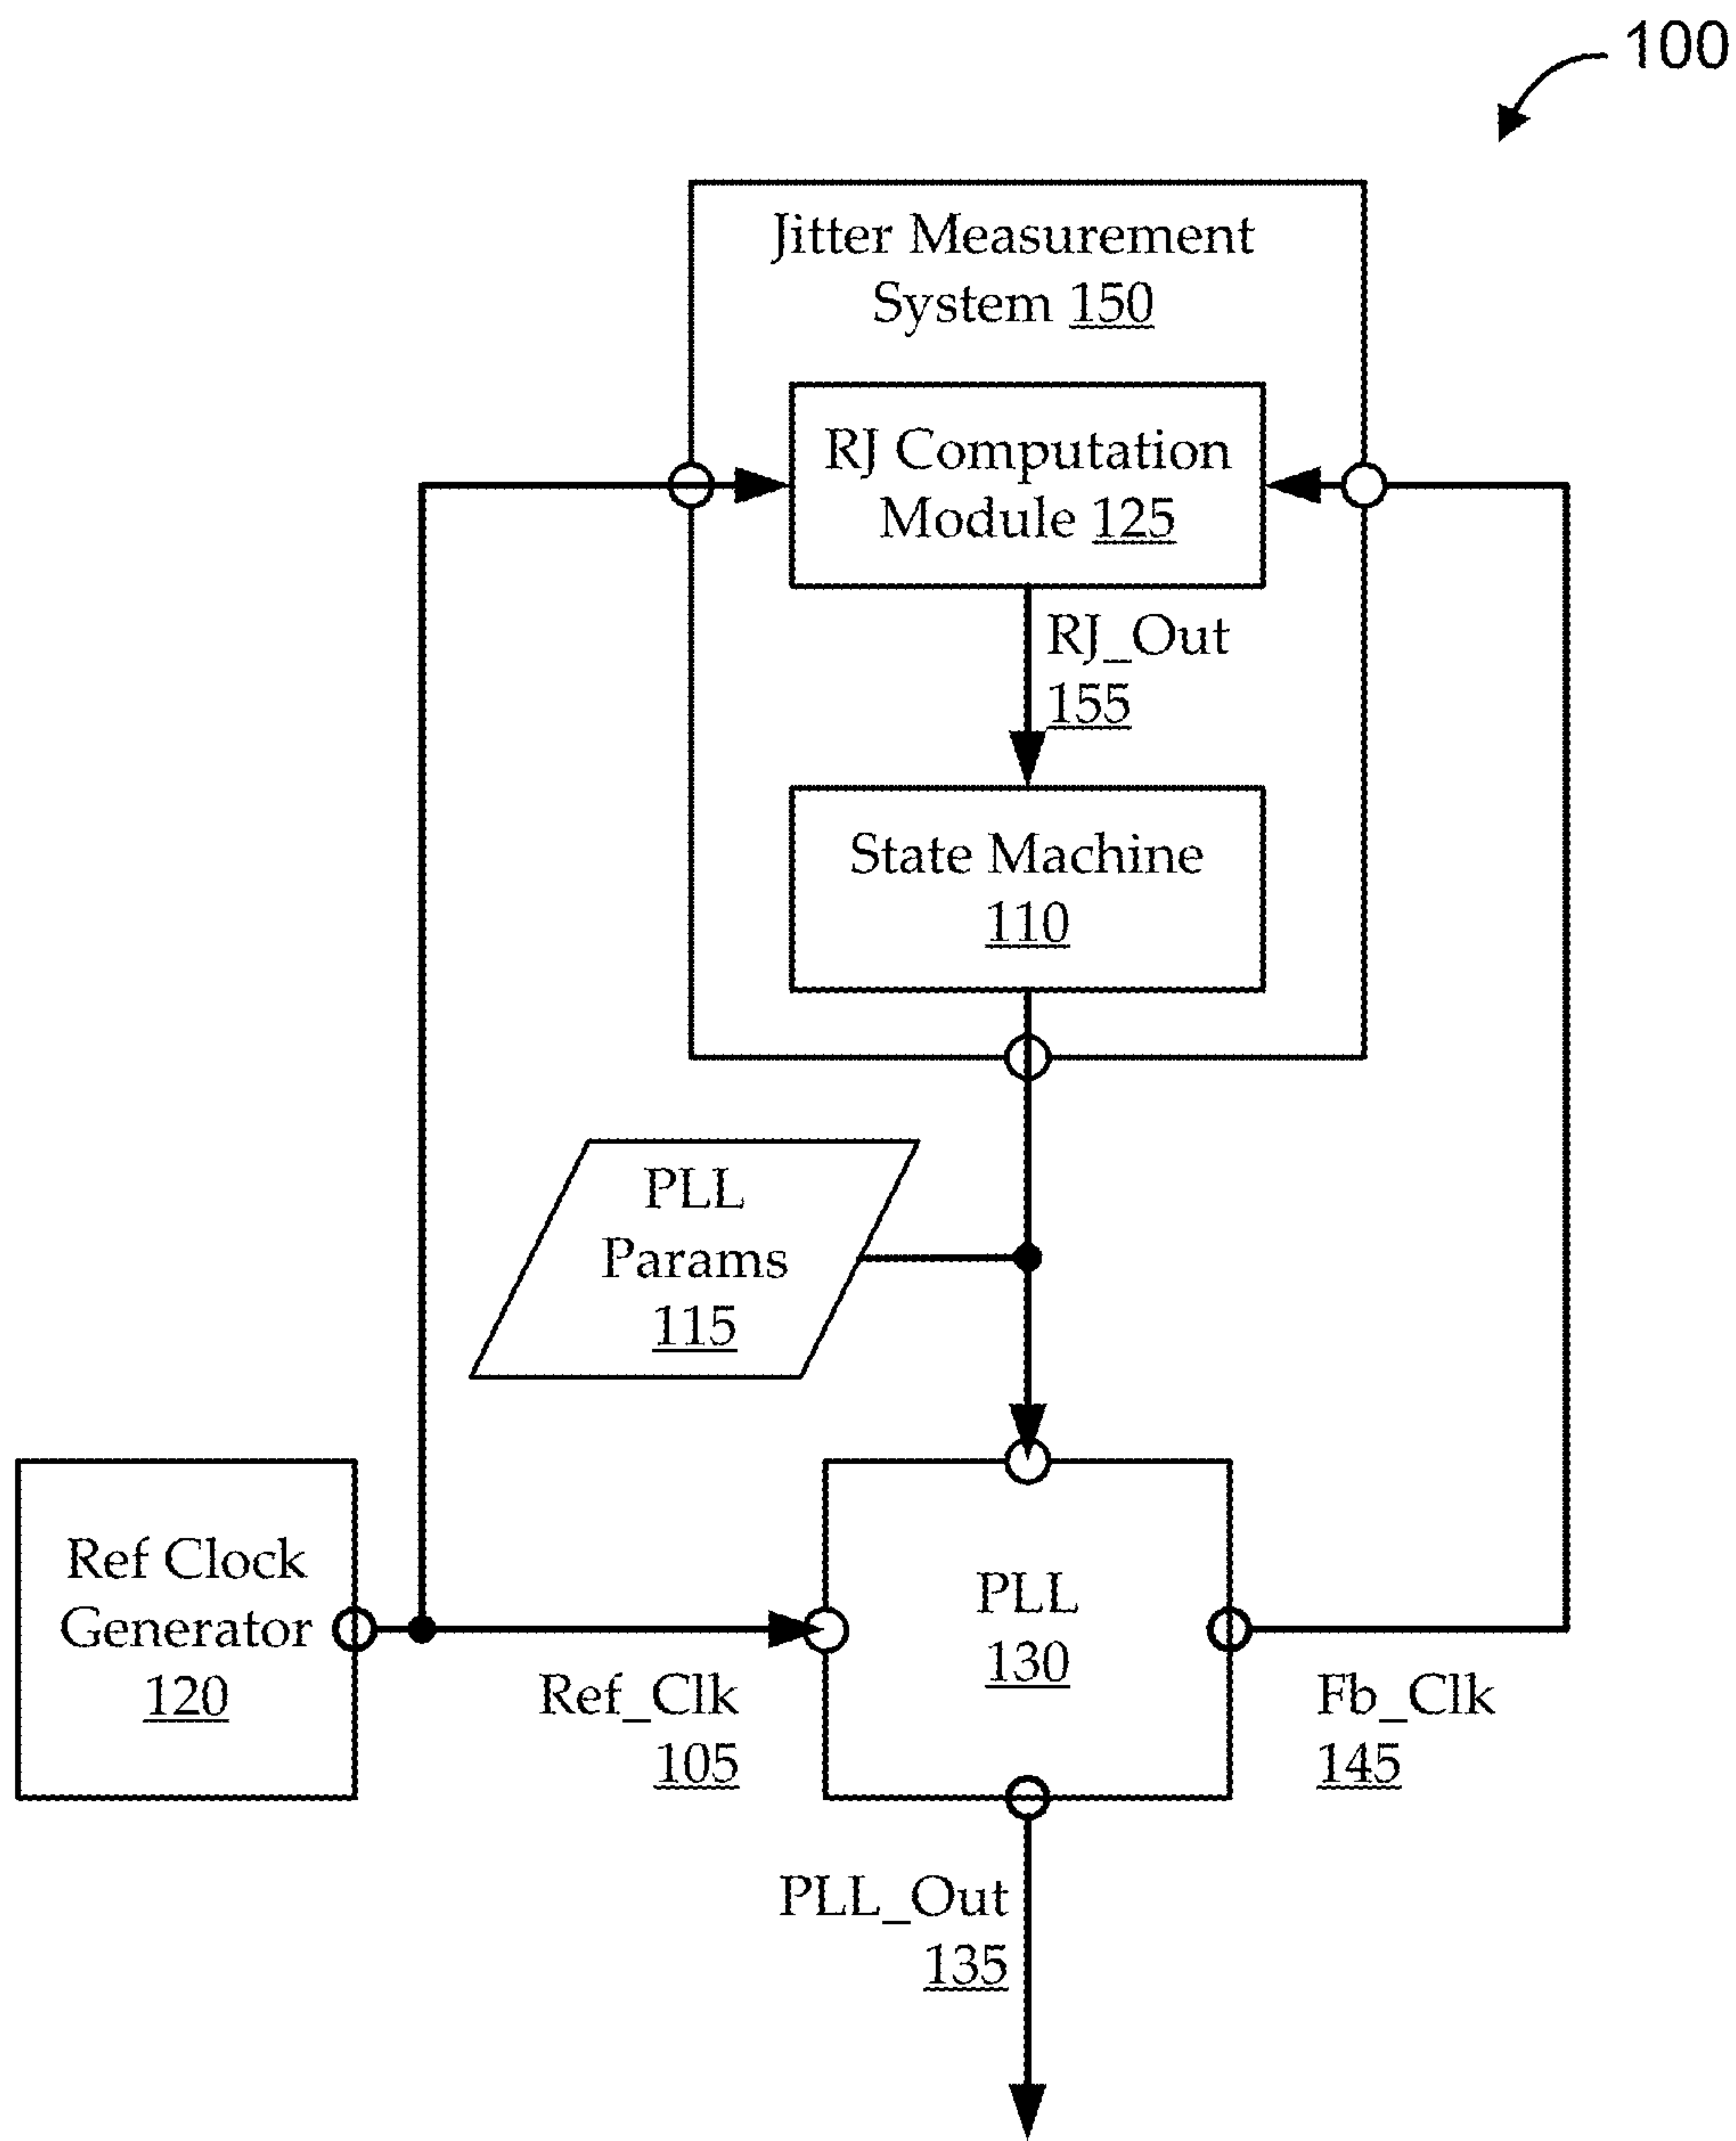 100
Jitter Measurement
System 150
RJ Computation
Module 125
RJ_Out
155
State Machine
110
PLL
Params
115
Ref Clock
Generator
120
Ref_Clk
105
PLL
130
Fb_Clk
145
PLL_Out
135